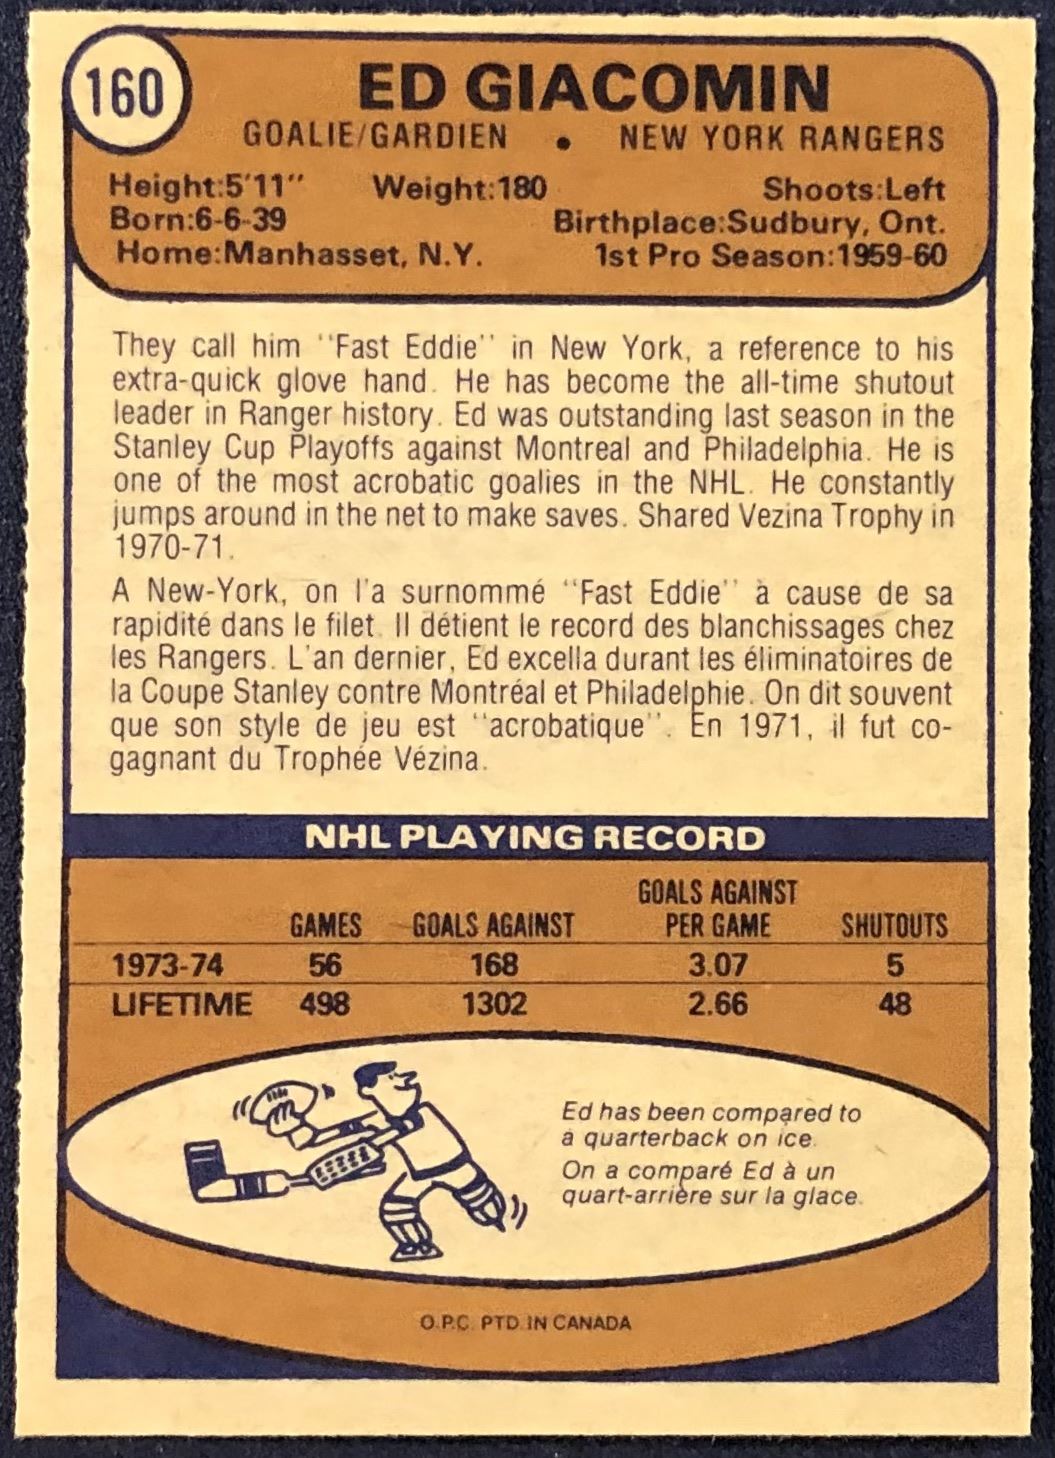 160
ED GIACOMIN
GOALIE/GARDIEN • NEW YORK RANGERS
Height:5'11" Weight:180 Shoots:Left
Born:6-6-39 Birthplace:Sudbury, Ont.
Home:Manhasset, N.Y. 1st Pro Season:1959-60
They call him "Fast Eddie" in New York, a reference to his
extra-quick glove hand. He has become the all-time shutout
leader in Ranger history. Ed was outstanding last season in the
Stanley Cup Playoffs against Montreal and Philadelphia. He is
one of the most acrobatic goalies in the NHL. He constantly
jumps around in the net to make saves. Shared Vezina Trophy in
1970-71.
A New-York, on l'a surnommé "Fast Eddie" à cause de sa
rapidité dans le filet. Il détient le record des blanchissages chez
les Rangers. L'an dernier, Ed excella durant les éliminatoires de
la Coupe Stanley contre Montréal et Philadelphie. On dit souvent
que son style de jeu est "acrobatique". En 1971, il fut co-
gagnant du Trophée Vézina.
NHL PLAYING RECORD
GAMES GOALS AGAINST GOALS AGAINST PER GAME SHUTOUTS
1973-74 56 168 3.07 5
LIFETIME 498 1302 2.66 48
Ed has been compared to
a quarterback on ice.
On a comparé Ed à un
quart-arrière sur la glace.
O.P.C. PTD. IN CANADA